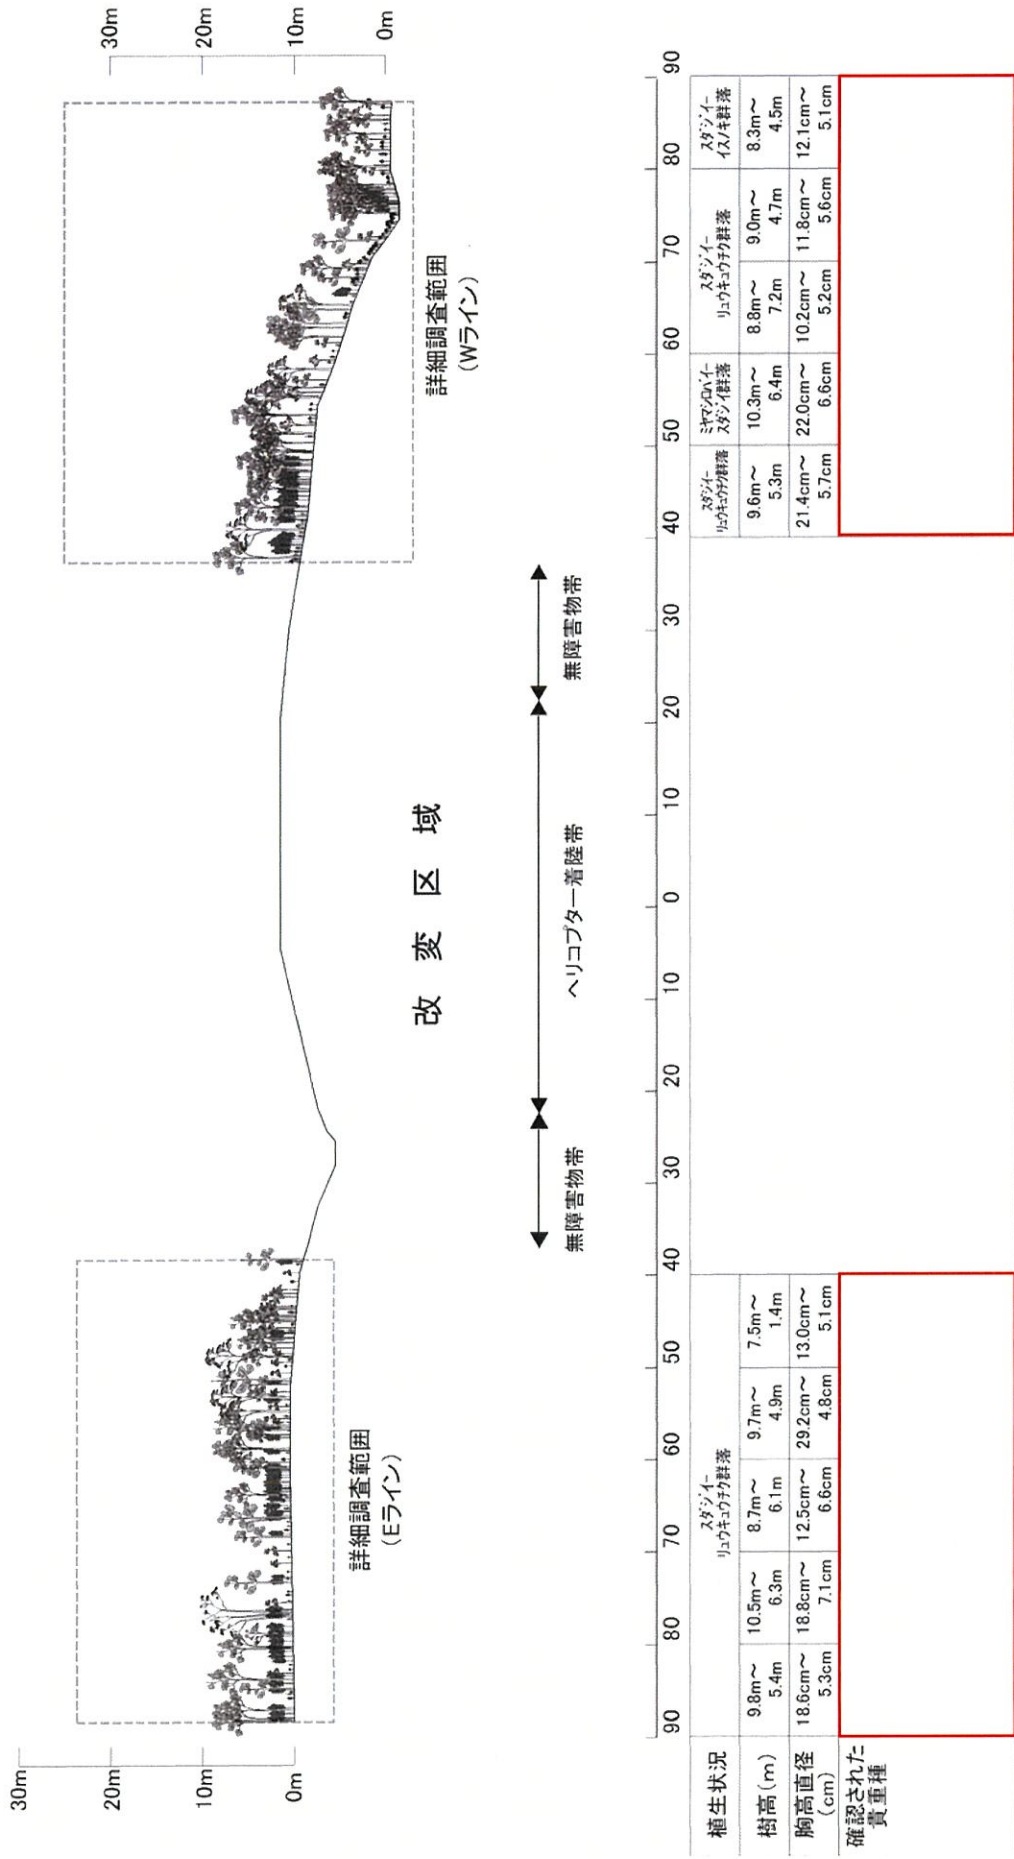 30m
20m
10m
0m
30m
20m
10m
0m
詳細調査範囲
(Eライン)
詳細調査範囲
(Wライン)
改変区域
無障害物帯
ヘリコプター着陸帯
無障害物帯
90 80 70 60 50 40 30 20 10 0 10 20 30 40 50 60 70 80 90
植生状況
スダジイー
リュウキュウチク群落
スダジイー
リュウキュウチク群落
ミヤマシロバイー
スダジイ群落
スダジイー
リュウキュウチク群落
スダジイー
イスノキ群落
樹高(m)
9.8m～
5.4m
10.5m～
6.3m
8.7m～
6.1m
9.7m～
4.9m
7.5m～
1.4m
9.6m～
5.3m
10.3m～
6.4m
8.8m～
7.2m
9.0m～
4.7m
8.3m～
4.5m
胸高直径
(cm)
18.6cm～
5.3cm
18.8cm～
7.1cm
12.5cm～
6.6cm
29.2cm～
4.8cm
13.0cm～
5.1cm
21.4cm～
5.7cm
22.0cm～
6.6cm
10.2cm～
5.2cm
11.8cm～
5.6cm
12.1cm～
5.1cm
確認された
貴重種